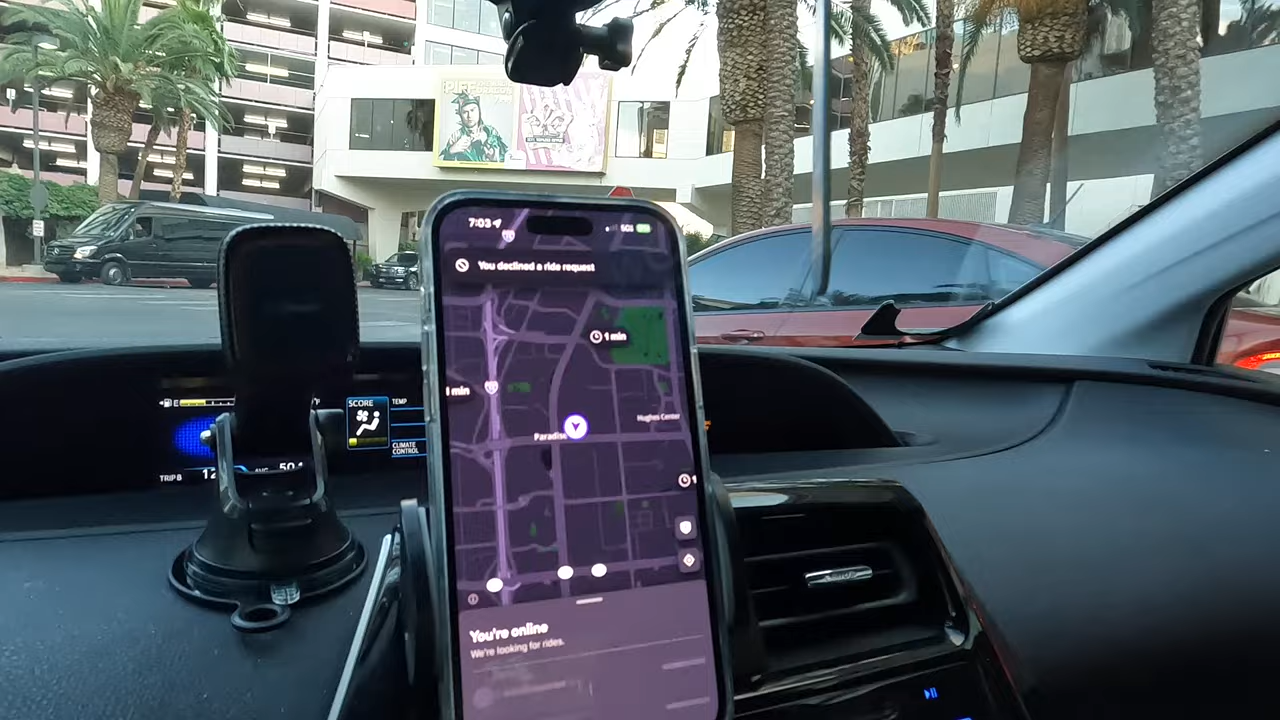 7:03
5G
You declined a ride request
1 min
1 min
Hughes Center
Paradise
You're online
We're looking for rides.
E
SCORE
TEMP
CLIMATE
CONTROL
TRIP B